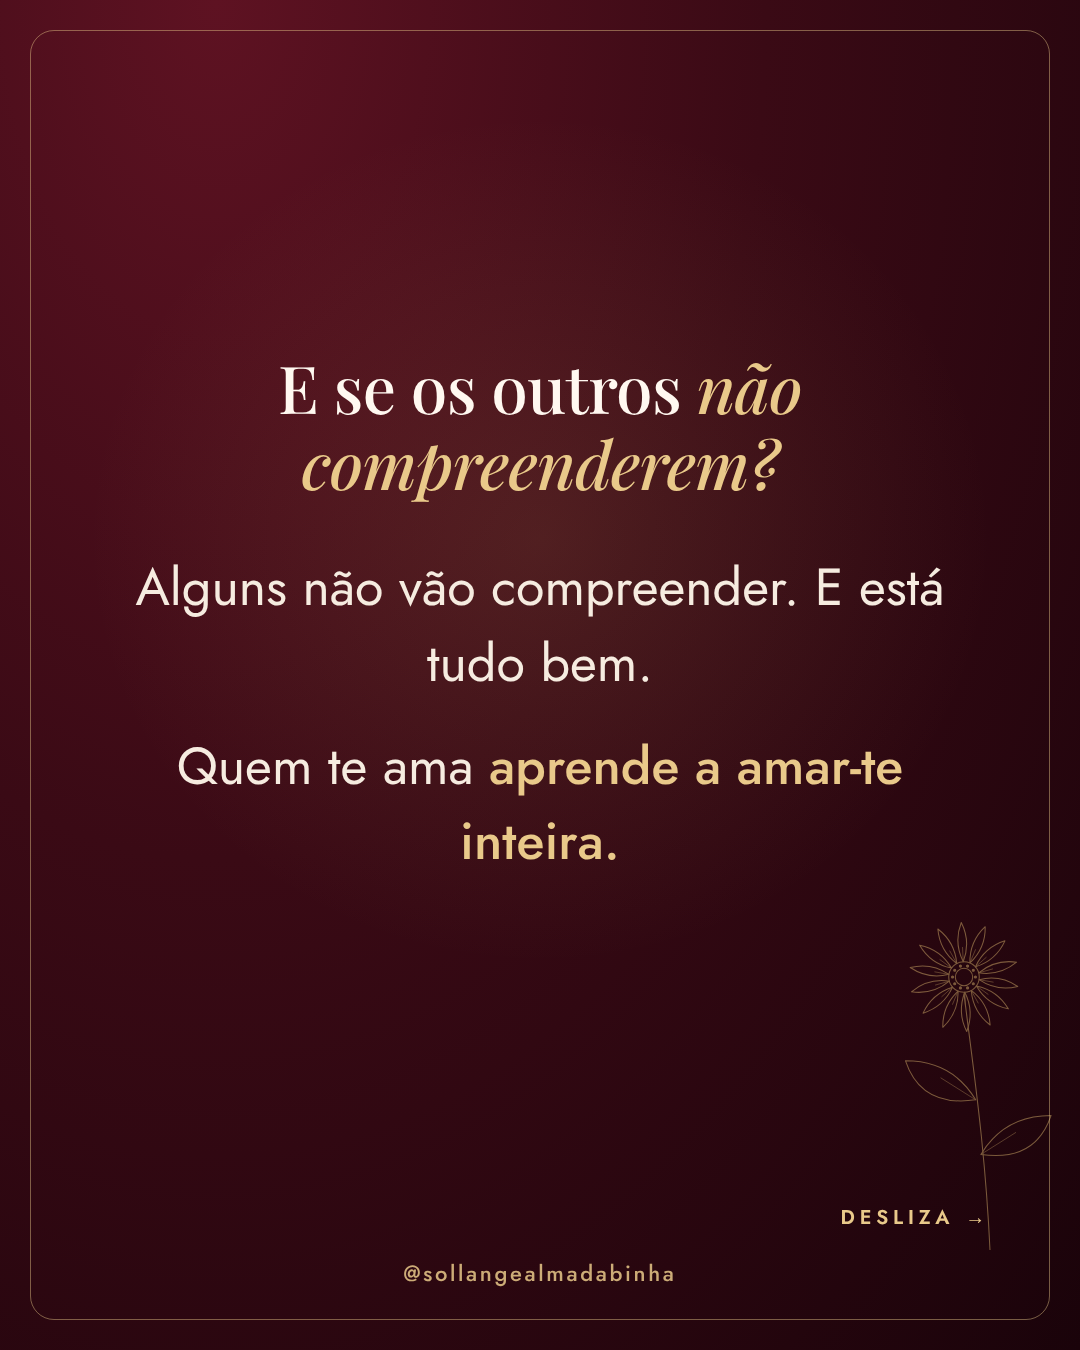 E se os outros não
compreenderem?
Alguns não vão compreender. E está
tudo bem.
Quem te ama aprende a amar-te
inteira.
DESLIZA →
@sollangealmadabinha